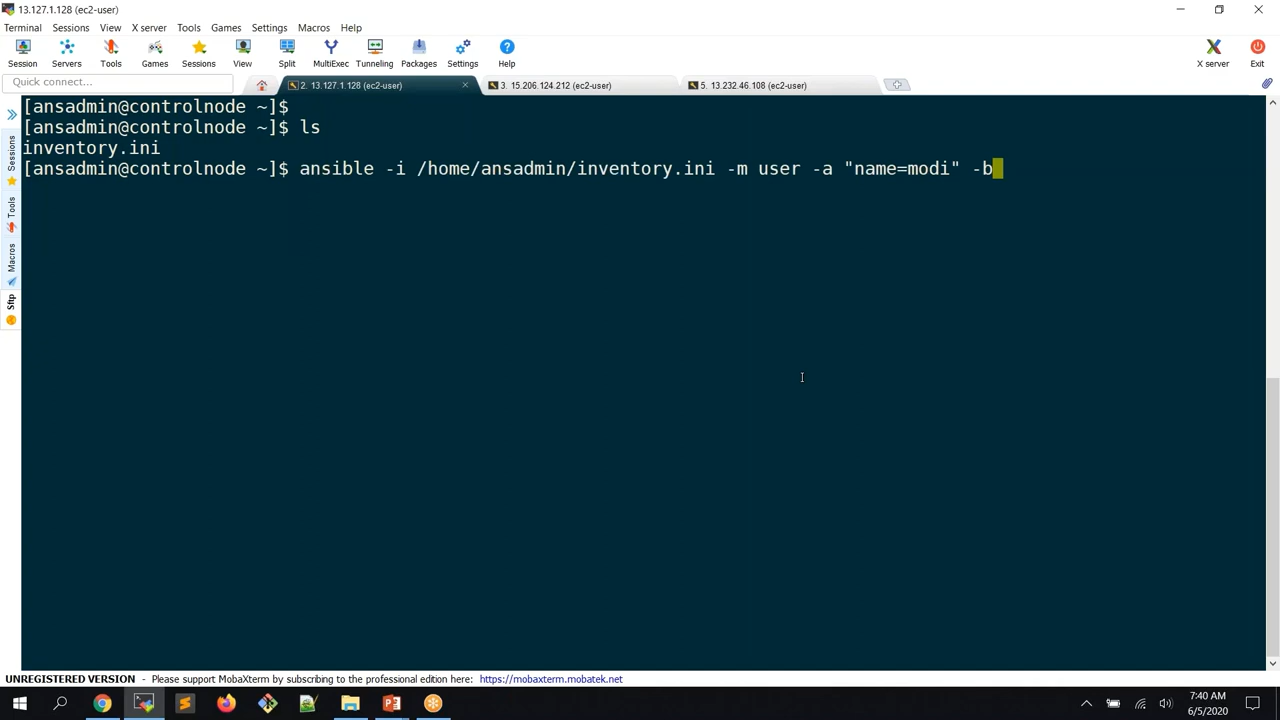 13.127.1.128 (ec2-user)
Terminal Sessions View X server Tools Games Settings Macros Help
Session Servers Tools Games Sessions View Split MultiExec Tunneling Packages Settings Help X server Exit
Quick connect...
2. 13.127.1.128 (ec2-user)
3. 15.206.124.212 (ec2-user)
5. 13.232.46.108 (ec2-user)
Sessions
Tools
Macros
Sftp
[ansadmin@controlnode ~]$
[ansadmin@controlnode ~]$ ls
inventory.ini
[ansadmin@controlnode ~]$ ansible -i /home/ansadmin/inventory.ini -m user -a "name=modi" -b
UNREGISTERED VERSION - Please support MobaXterm by subscribing to the professional edition here: https://mobaxterm.mobatek.net
7:40 AM
6/5/2020